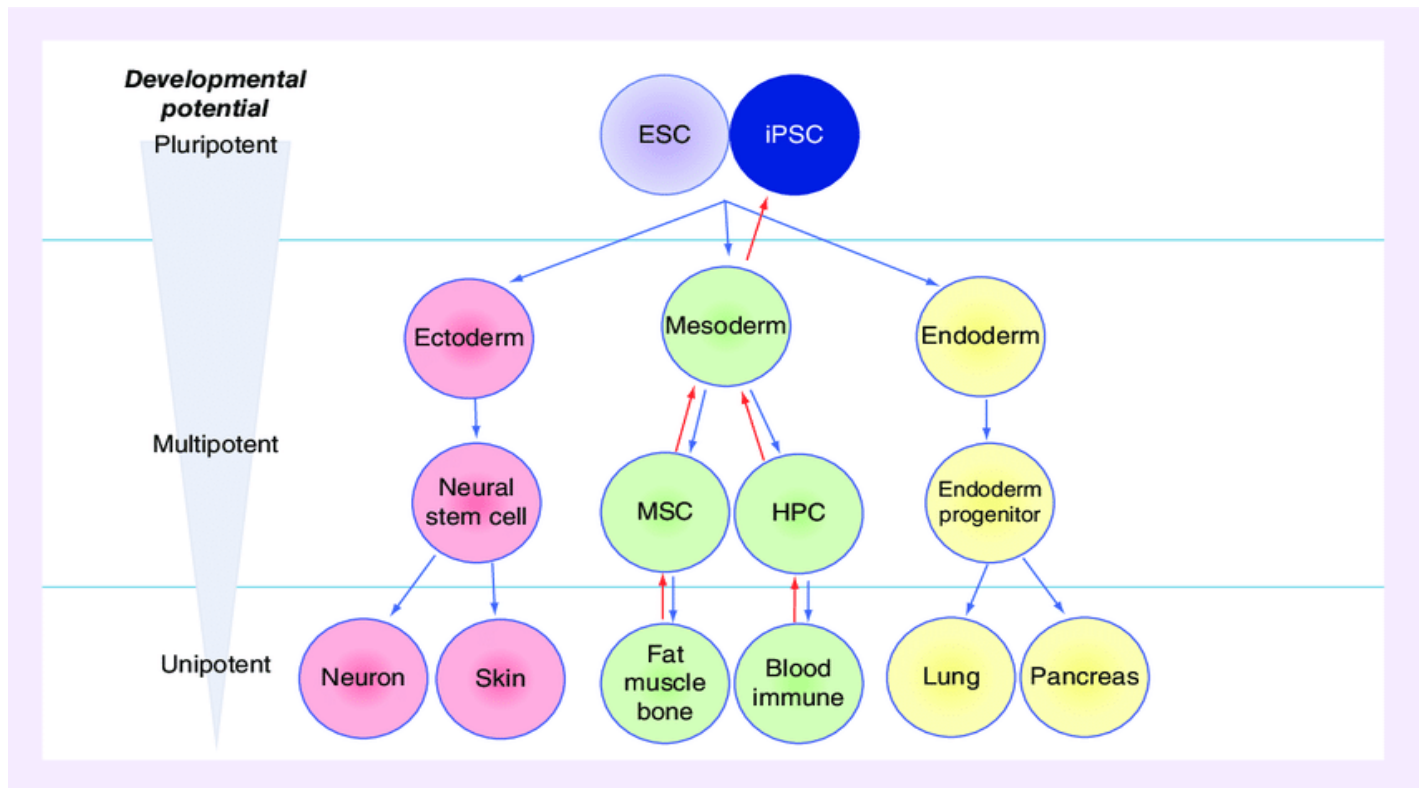 Developmental
potential
Pluripotent
ESC
iPSC
Ectoderm
Mesoderm
Endoderm
Multipotent
Neural
stem cell
MSC
HPC
Endoderm
progenitor
Unipotent
Neuron
Skin
Fat
muscle
bone
Blood
immune
Lung
Pancreas